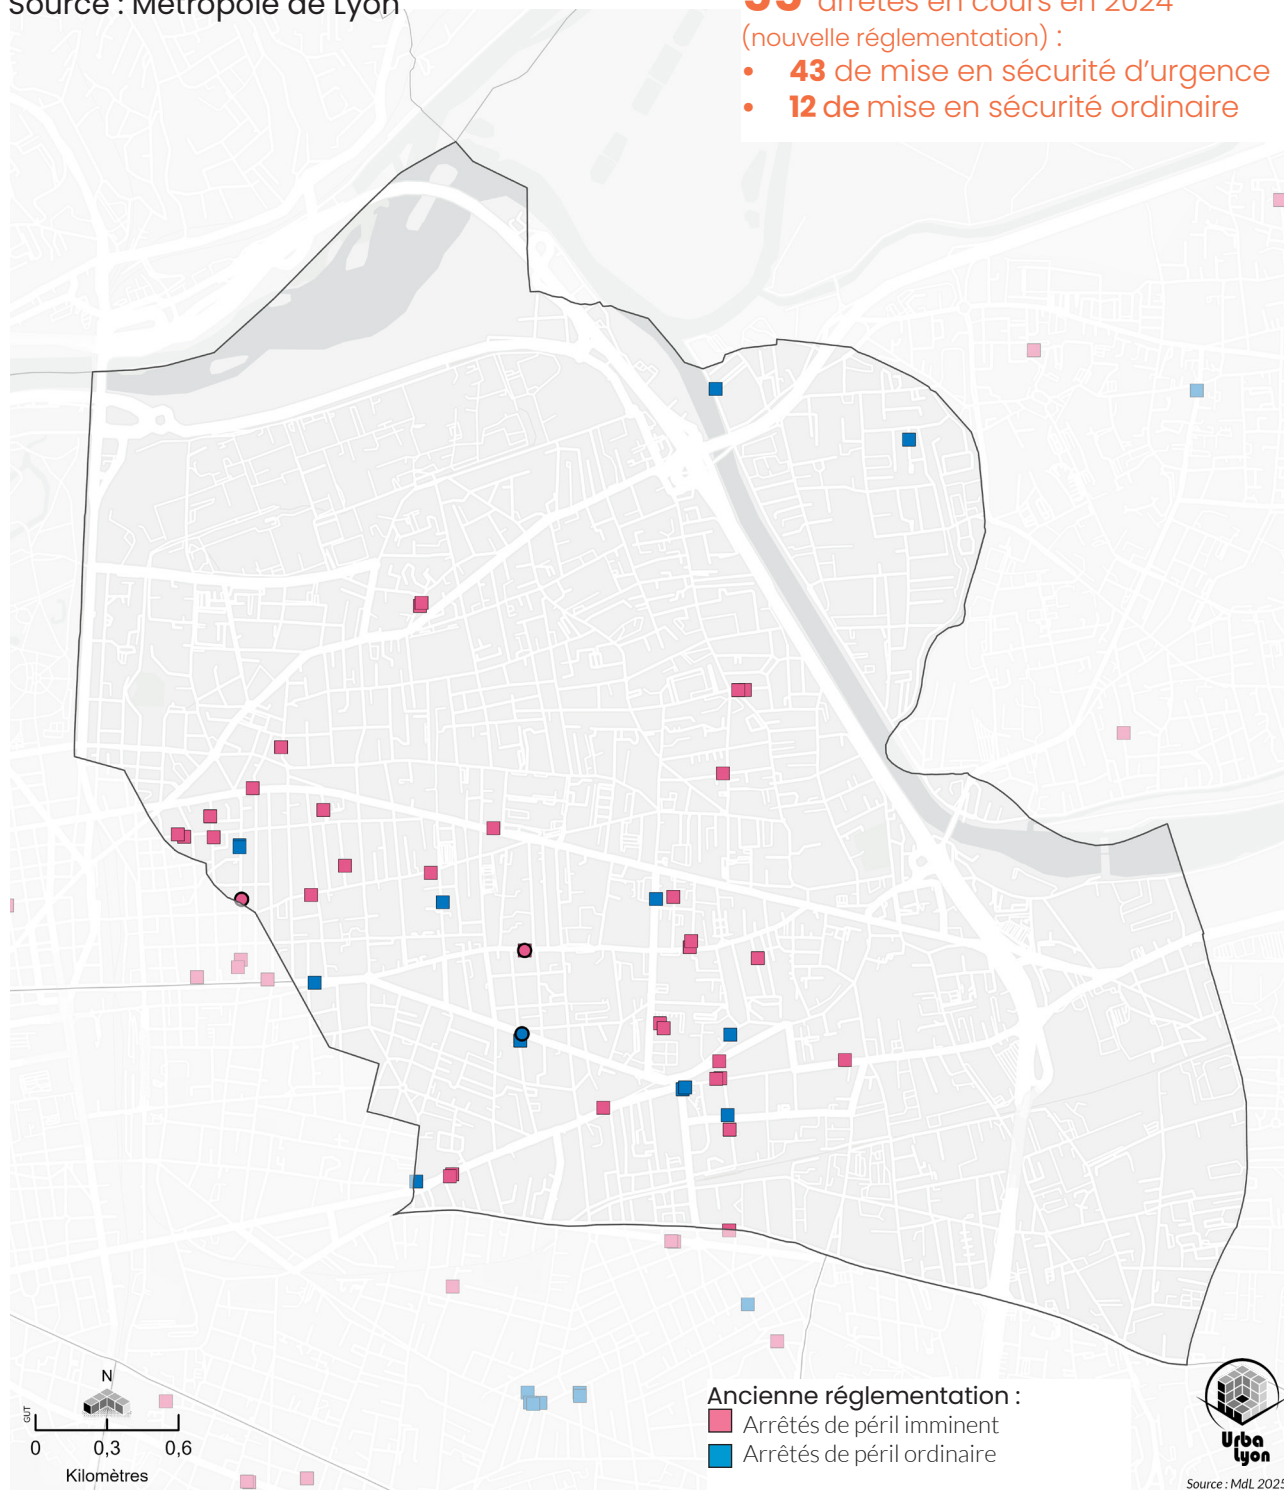 Source : Métropole de Lyon
55 arrêtés en cours en 2024
(nouvelle réglementation) :
• 43 de mise en sécurité d’urgence
• 12 de mise en sécurité ordinaire
N
GUT
0 0,3 0,6
Kilomètres
Ancienne réglementation :
Arrêtés de péril imminent
Arrêtés de péril ordinaire
Urba
Lyon
Source : MdL 2025